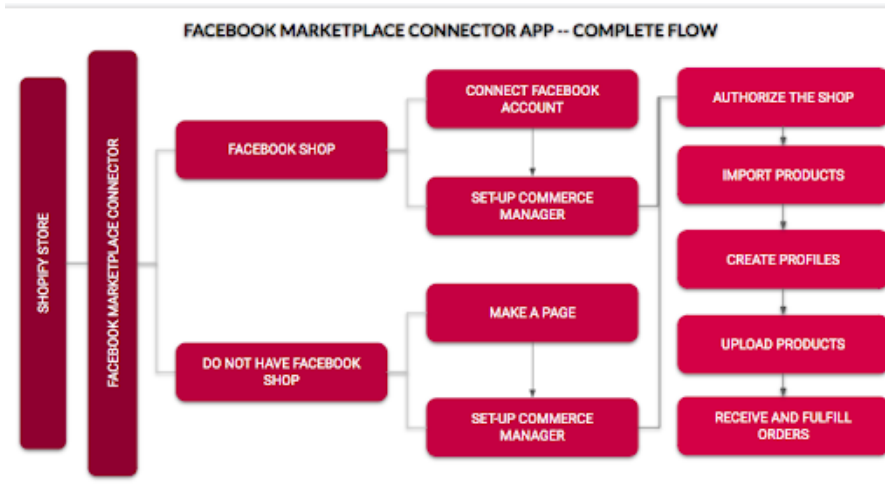 FACEBOOK MARKETPLACE CONNECTOR APP -- COMPLETE FLOW
SHOPIFY STORE
FACEBOOK MARKETPLACE CONNECTOR
FACEBOOK SHOP
DO NOT HAVE FACEBOOK
SHOP
CONNECT FACEBOOK
ACCOUNT
SET-UP COMMERCE
MANAGER
MAKE A PAGE
SET-UP COMMERCE
MANAGER
AUTHORIZE THE SHOP
IMPORT PRODUCTS
CREATE PROFILES
UPLOAD PRODUCTS
RECEIVE AND FULFILL
ORDERS